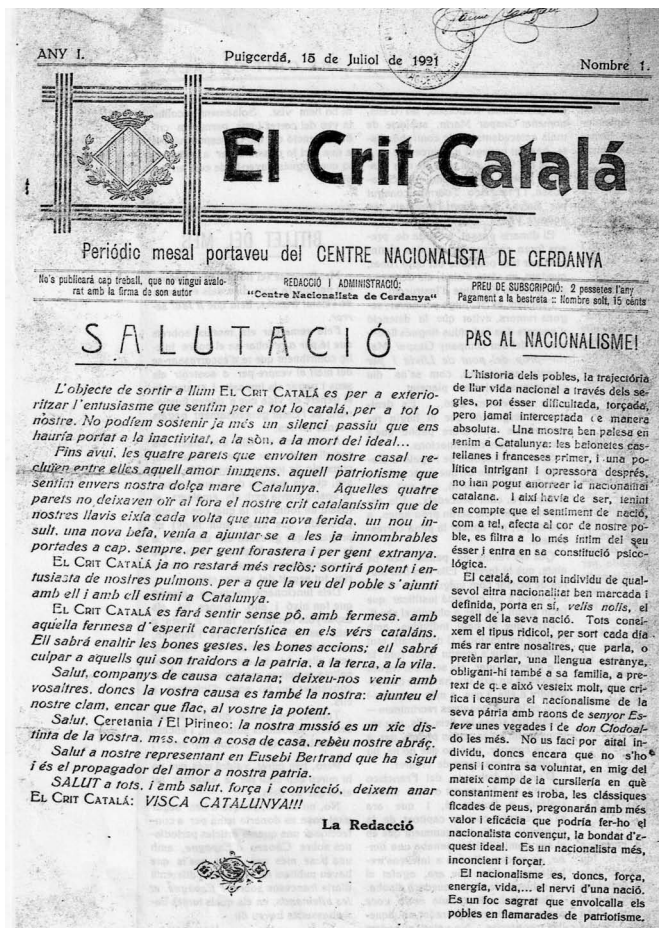 ANY I.
Puigcerdá, 15 de Juliol de 1921
Nombre 1.
El Crit Catalá
Periódic mesal portaveu del CENTRE NACIONALISTA DE CERDANYA
No's publicará cap treball, que no vingui avalo-
rat amb la firma de son autor
REDACCIÓ I ADMINISTRACIÓ:
"Centre Nacionalista de Cerdanya"
PREU DE SUBSCRIPCIÓ: 2 pessetes l'any
Pagament a la bestreta :: Nombre solt, 15 cénts
SALUTACIÓ
L'objecte de sortir a llum EL CRIT CATALÁ es per a exterio-
ritzar l'entusiasme que sentim per a tot lo catalá, per a tot lo
nostre. No podíem sostenir ja més un silenci passiu que ens
hauría portat a la inactivitat, a la són, a la mort del ideal...
Fins avui, les quatre parets que envolten nostre casal re-
cluíen entre elles aquell amor immens, aquell patriotisme que
sentim envers nostra dolça mare Catalunya. Aquelles quatre
parets no deixaven oïr al fora el nostre crit catalaníssim que de
nostres llavis eixía cada volta que una nova ferida, un nou in-
sult, una nova befa, venía a ajuntar-se a les ja innombrables
portades a cap, sempre, per gent forastera i per gent extranya.
EL CRIT CATALÁ ja no restará més reclòs; sortirá potent i en-
tusiasta de nostres pulmons, per a que la veu del poble s'ajunti
amb ell i amb ell estimi a Catalunya.
EL CRIT CATALÁ es fará sentir sense pô, amb fermesa, amb
aquella fermesa d'esperit característica en els vérs cataláns.
Ell sabrá enaltir les bones gestes, les bones accions; ell sabrá
culpar a aquells qui son traidors a la patria, a la terra, a la vila.
Salut, companys de causa catalana; deixeu-nos venir amb
vosaltres, doncs la vostra causa es també la nostra: ajunteu el
nostre clam, encar que flac, al vostre ja potent.
Salut, Ceretania i El Pirineo: la nostra missió es un xic dis-
tinta de la vostra, mes, com a cosa de casa, rebèu nostre abráç.
Salut a nostre representant en Eusebi Bertrand que ha sigut
i és el propagador del amor a nostra patria.
SALUT a tots, i amb salut, força i convicció, deixem anar
EL CRIT CATALÁ: VISCA CATALUNYA!!!
La Redacció
PAS AL NACIONALISME!
L'historia dels pobles, la trajectória
de llur vida nacional a través dels se-
gles, pot ésser dificultada, torçada,
pero jamai interceptada de manera
absoluta. Una mostra ben palesa en
tenim a Catalunya: les baionetes cas-
tellanes i franceses primer, i una po-
lítica intrigant i opressora després,
no han pogut anorrear la nacionalitat
catalana. I així havía de ser, tenint
en compte que el sentiment de nació,
com a tal, afecta al cor de nostre po-
ble, es filtra a lo més íntim del seu
ésser i entra en sa constitució psico-
lógica.
El catalá, com tot individu de qual-
sevol altra nacionalitat ben marcada i
definida, porta en sí, velis nolis, el
segell de la seva nació. Tots conei-
xem el tipus ridícol, per sort cada día
més rar entre nosaltres, que parla, o
pretèn parlar, una llengua estranya,
obligant-hi també a sa familia, a pre-
text de que aixó vesteix molt, que cri-
tica i censura el nacionalisme de la
seva pátria amb raons de senyor Es-
teve unes vegades i de don Clodoal-
do les més. No us faci por aital in-
dividu, doncs encara que no s'ho
pensi i contra sa voluntat, en mig del
mateix camp de la cursilería en qué
constantment es troba, les clássiques
ficades de peus, pregonarán amb més
valor i eficácia que podría fer-ho el
nacionalista convençut, la bondat d'a-
quest ideal. Es un nacionalista més,
inconcient i forçat.
El nacionalisme es, doncs, força,
energía, vida,... el nervi d'una nació.
Es un foc sagrat que envolcalla els
pobles en flamarades de patriotisme.